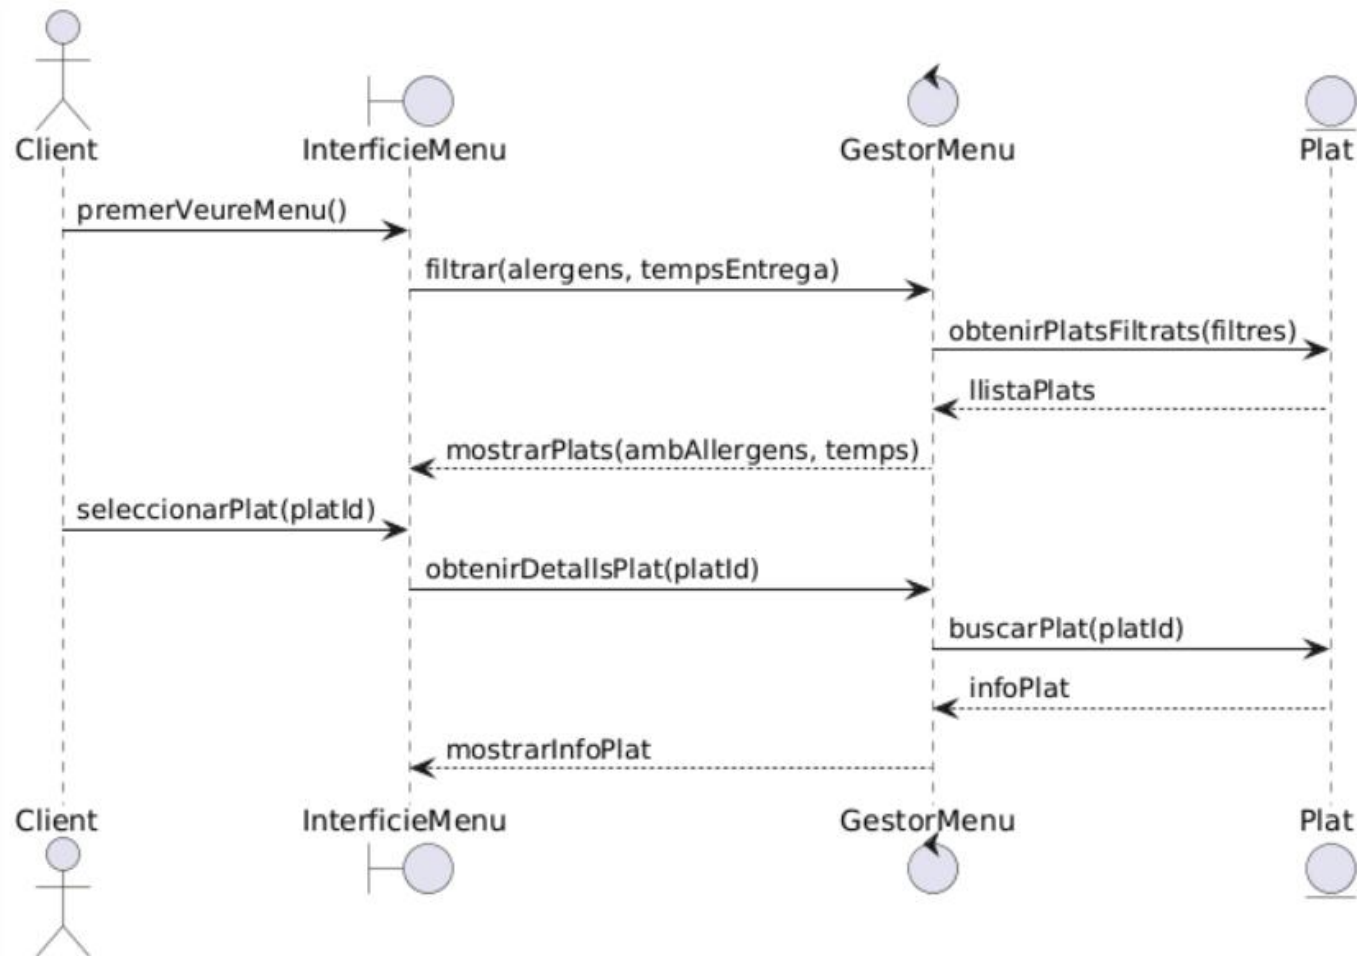 Client
InterficieMenu
GestorMenu
Plat
premerVeureMenu()
filtrar(alergens, tempsEntrega)
obtenirPlatsFiltrats(filtres)
llistaPlats
mostrarPlats(ambAllergens, temps)
seleccionarPlat(platId)
obtenirDetallsPlat(platId)
buscarPlat(platId)
infoPlat
mostrarInfoPlat
Client
InterficieMenu
GestorMenu
Plat